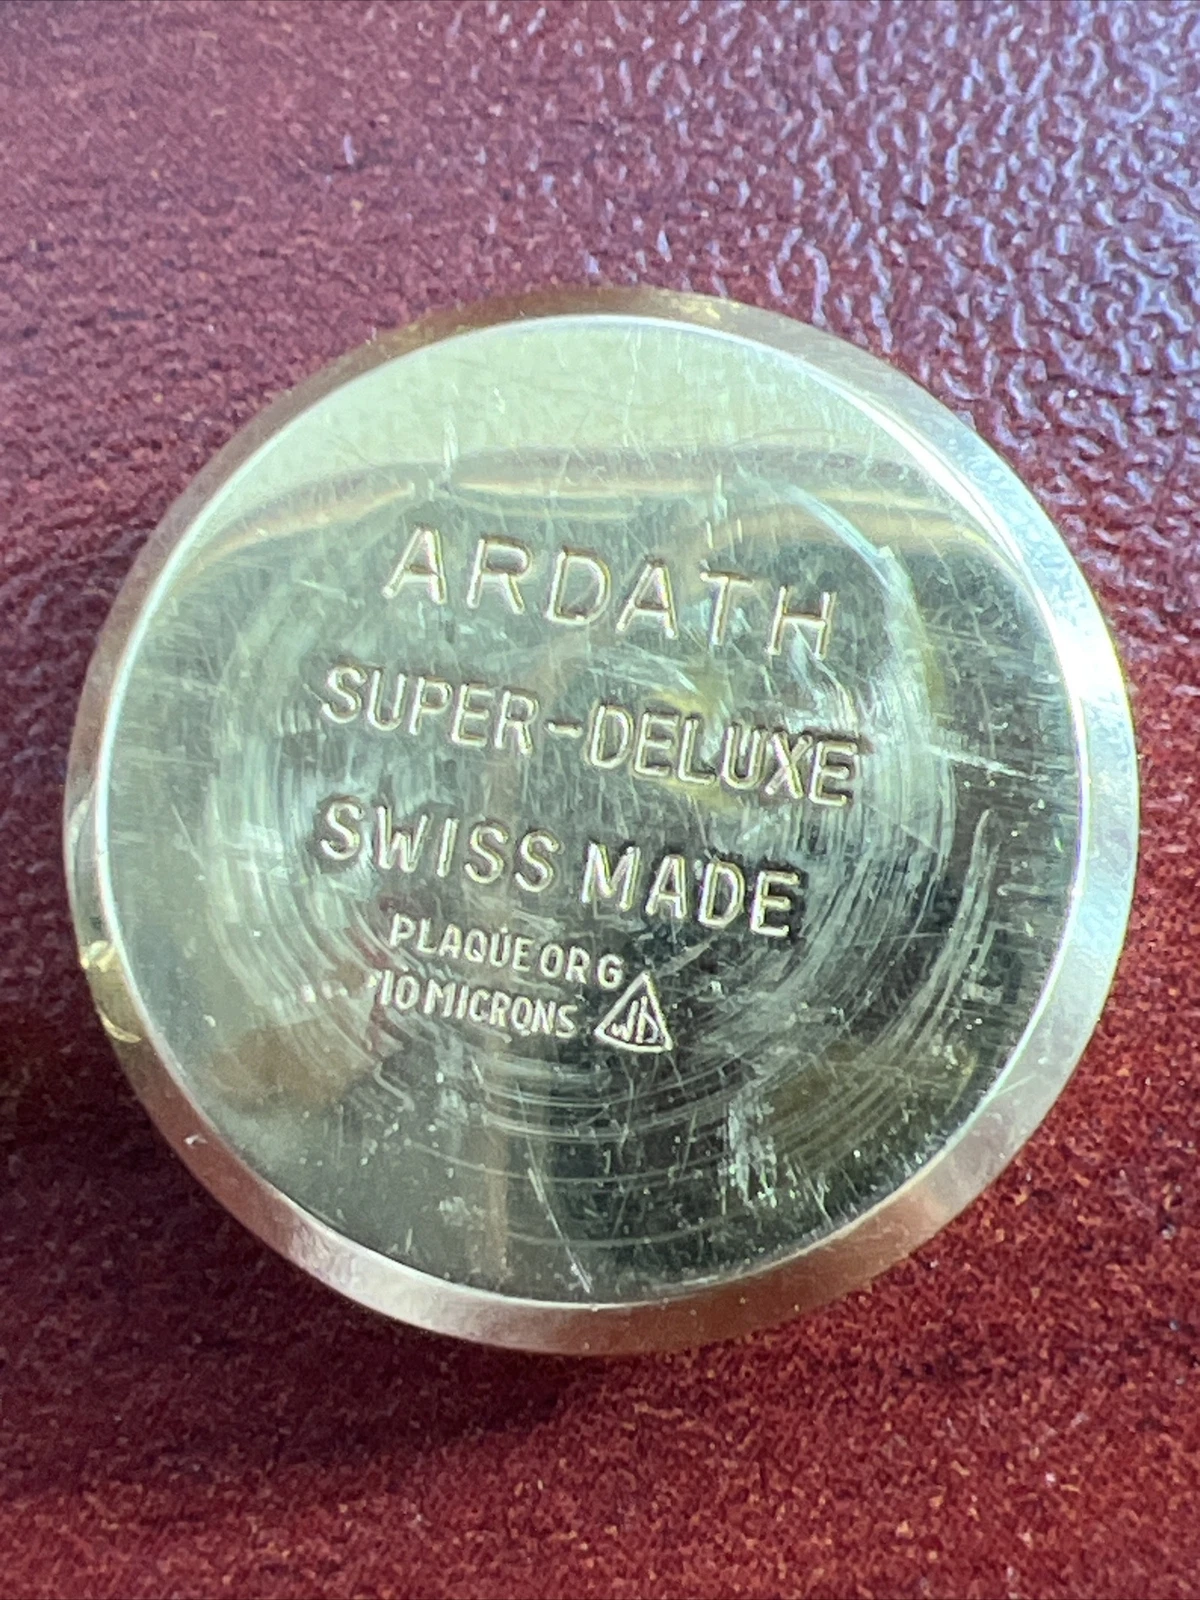 ARDATH
SUPER-DELUXE
SWISS MADE
PLAQUE OR G
10 MICRONS